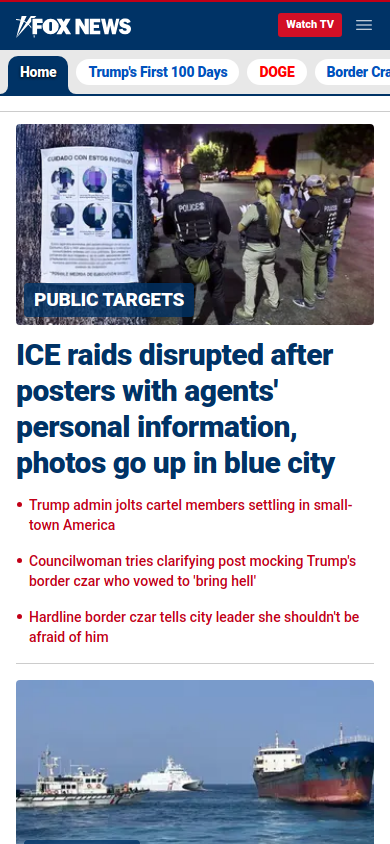 FOX NEWS
Watch TV
Home
Trump's First 100 Days
DOGE
Border Cra
CUIDADO CON ESTOS
POLICE
PUBLIC TARGETS
ICE raids disrupted after
posters with agents'
personal information,
photos go up in blue city
Trump admin jolts cartel members settling in small-
town America
Councilwoman tries clarifying post mocking Trump's
border czar who vowed to 'bring hell'
Hardline border czar tells city leader she shouldn't be
afraid of him